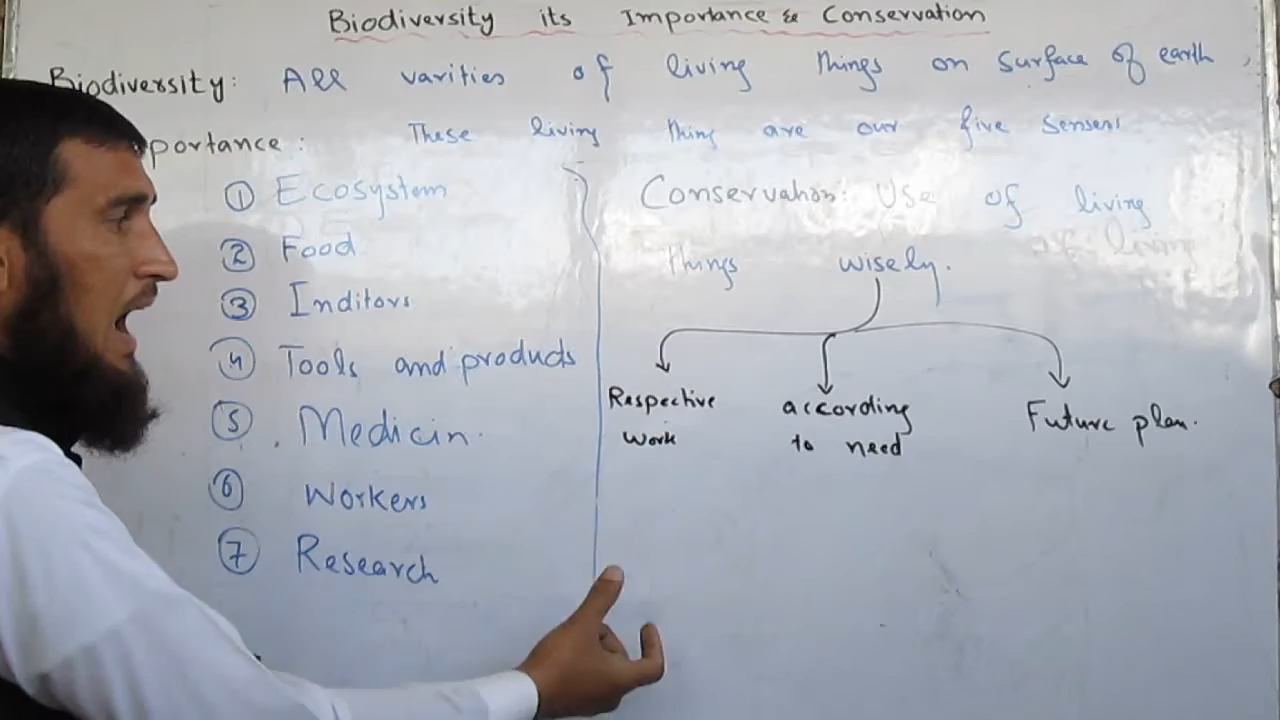 Biodiversity its Importance & Conservation
Biodiversity: All varities of living things on surface of earth,
portance: These living thing are our five senses
① Ecosystem
② Food
③ Inditors
④ Tools and products
⑤ Medicin.
⑥ Workers
⑦ Research
Conservation: Use of living
things wisely.
of living
Respective
work
according
to need
Future plan.